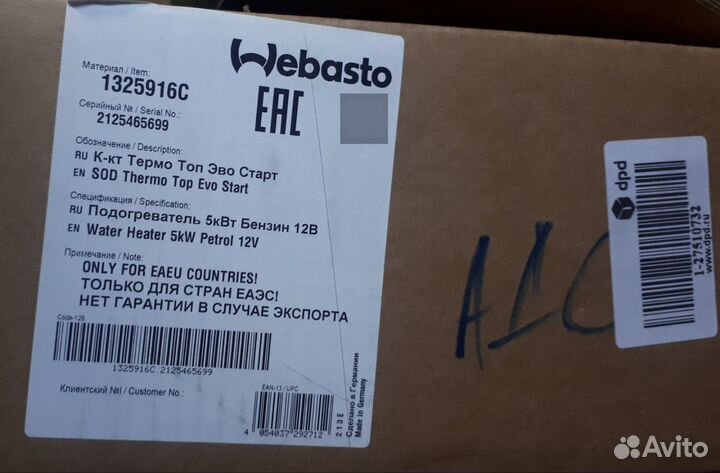 Webasto
Материал / Item:
1325916C
Серийный № / Serial No.:
2125465699
EAC
Обозначение / Description:
RU К-кт Термо Топ Эво Старт
EN SOD Thermo Top Evo Start
Спецификация / Specification:
RU Подогреватель 5кВт Бензин 12В
EN Water Heater 5kW Petrol 12V
Примечание / Note:
ONLY FOR EAEU COUNTRIES!
ТОЛЬКО ДЛЯ СТРАН ЕАЭС!
НЕТ ГАРАНТИИ В СЛУЧАЕ ЭКСПОРТА
Code-128
1325916C.2125465699
Клиентский №I / Customer No.:
EAN-13 / UPC
4 054037 292712
213E
Сделано в Германии
Made in Germany
dpd
1-27510732
www.dpd.ru
Avito